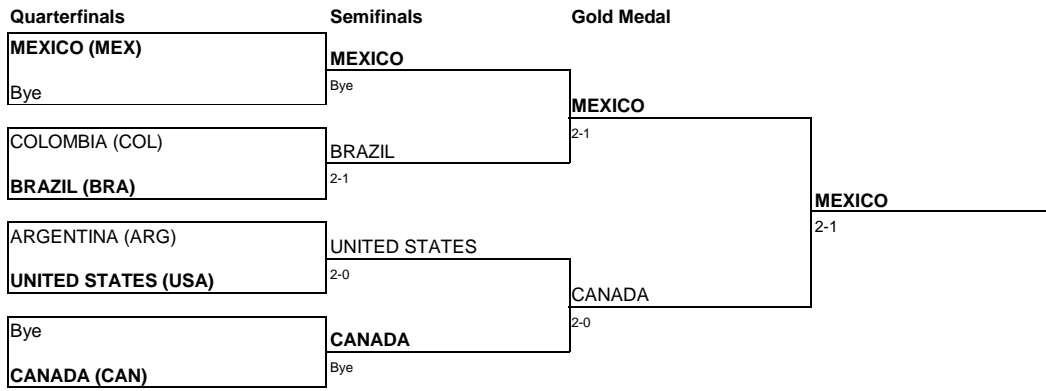 Quarterfinals Semifinals Gold Medal
MEXICO (MEX)
Bye
COLOMBIA (COL)
BRAZIL (BRA)
ARGENTINA (ARG)
UNITED STATES (USA)
Bye
CANADA (CAN)
MEXICO
Bye
BRAZIL
2-1
UNITED STATES
2-0
CANADA
Bye
MEXICO
2-1
CANADA
2-0
MEXICO
2-1